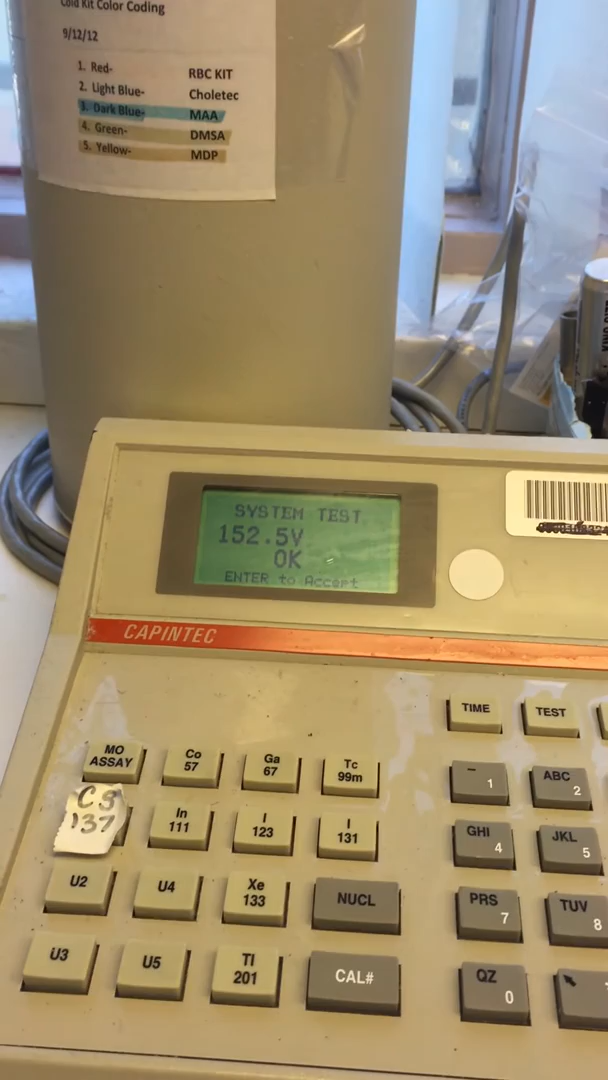 Cold Kit Color Coding
9/12/12
1. Red- RBC KIT
2. Light Blue- Choletec
3. Dark Blue- MAA
4. Green- DMSA
5. Yellow- MDP
SYSTEM TEST
152.5V
OK
ENTER to Accept
CAPINTEC
TIME TEST
MO ASSAY
Co 57
Ga 67
Tc 99m
- 1
ABC 2
CS 137
In 111
I 123
I 131
GHI 4
JKL 5
U2
U4
Xe 133
NUCL
PRS 7
TUV 8
U3
U5
Tl 201
CAL#
QZ 0